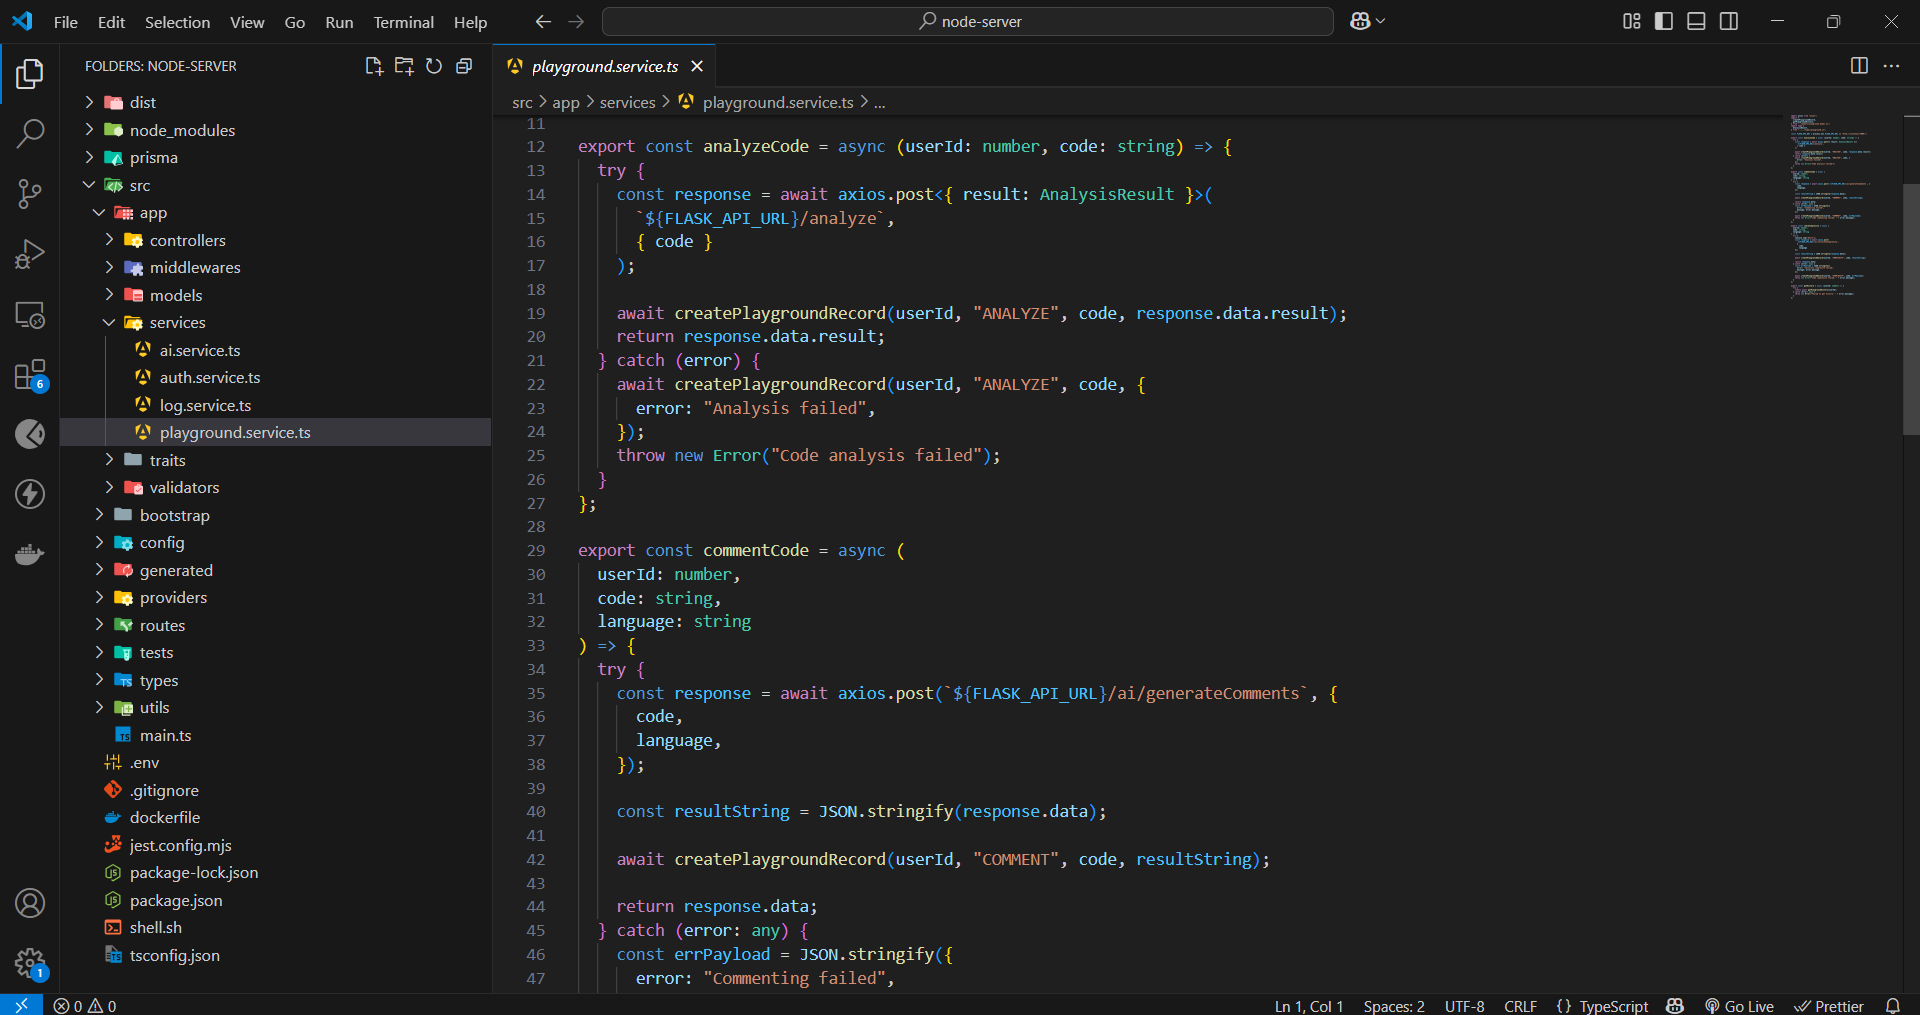 File Edit Selection View Go Run Terminal Help
node-server
FOLDERS: NODE-SERVER
dist
node_modules
prisma
src
app
controllers
middlewares
models
services
ai.service.ts
auth.service.ts
log.service.ts
playground.service.ts
traits
validators
bootstrap
config
generated
providers
routes
tests
types
utils
main.ts
.env
.gitignore
dockerfile
jest.config.mjs
package-lock.json
package.json
shell.sh
tsconfig.json
6
1
playground.service.ts
src > app > services > playground.service.ts > ...
11
12 export const analyzeCode = async (userId: number, code: string) => {
13 try {
14 const response = await axios.post<{ result: AnalysisResult }>(
15 `${FLASK_API_URL}/analyze`,
16 { code }
17 );
18
19 await createPlaygroundRecord(userId, "ANALYZE", code, response.data.result);
20 return response.data.result;
21 } catch (error) {
22 await createPlaygroundRecord(userId, "ANALYZE", code, {
23 error: "Analysis failed",
24 });
25 throw new Error("Code analysis failed");
26 }
27 };
28
29 export const commentCode = async (
30 userId: number,
31 code: string,
32 language: string
33 ) => {
34 try {
35 const response = await axios.post(`${FLASK_API_URL}/ai/generateComments`, {
36 code,
37 language,
38 });
39
40 const resultString = JSON.stringify(response.data);
41
42 await createPlaygroundRecord(userId, "COMMENT", code, resultString);
43
44 return response.data;
45 } catch (error: any) {
46 const errPayload = JSON.stringify({
47 error: "Commenting failed",
0 0
Ln 1, Col 1 Spaces: 2 UTF-8 CRLF {} TypeScript Go Live Prettier